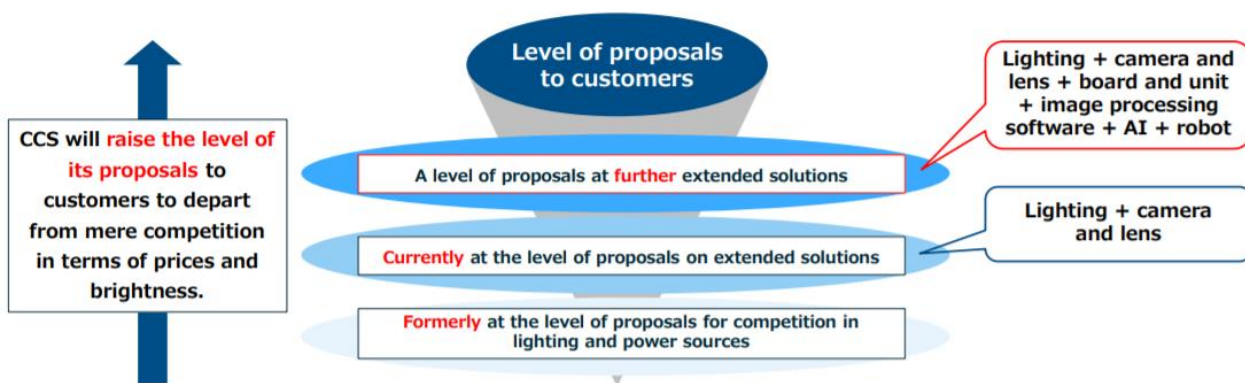 Level of proposals
to customers
CCS will raise the level of
its proposals to
customers to depart
from mere competition
in terms of prices and
brightness.
Lighting + camera and
lens + board and unit
+ image processing
software + AI + robot
A level of proposals at further extended solutions
Lighting + camera
and lens
Currently at the level of proposals on extended solutions
Formerly at the level of proposals for competition in
lighting and power sources